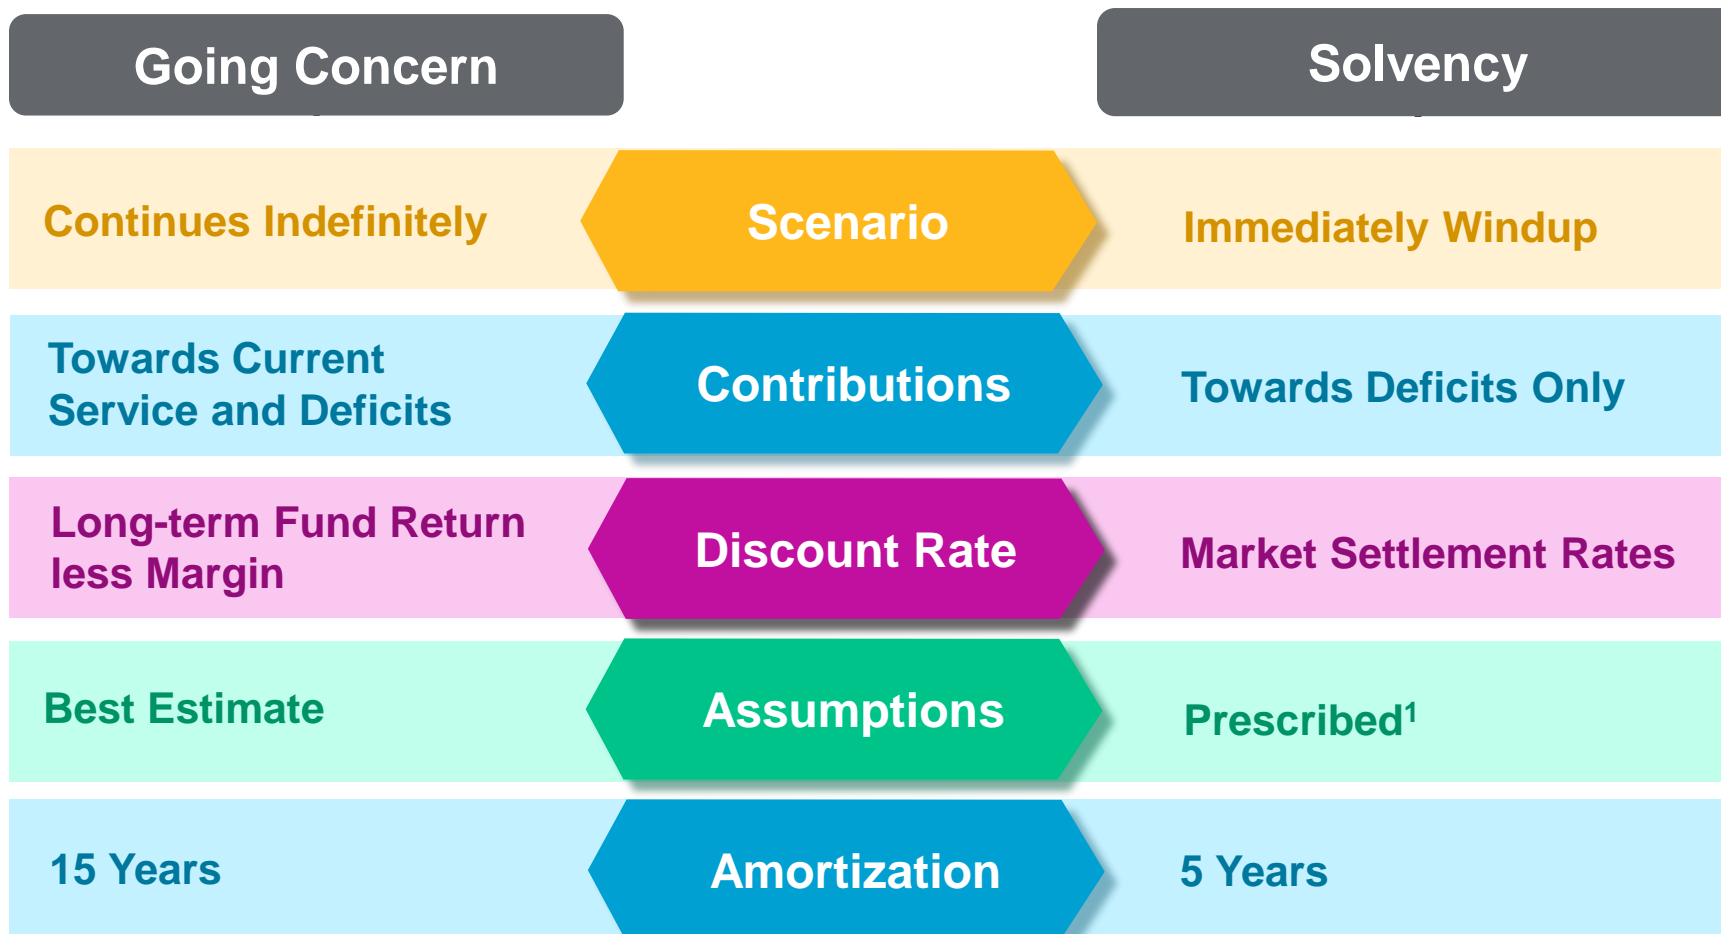 Going Concern
Solvency
Continues Indefinitely
Scenario
Immediately Windup
Towards Current
Service and Deficits
Contributions
Towards Deficits Only
Long-term Fund Return
less Margin
Discount Rate
Market Settlement Rates
Best Estimate
Assumptions
Prescribed¹
15 Years
Amortization
5 Years